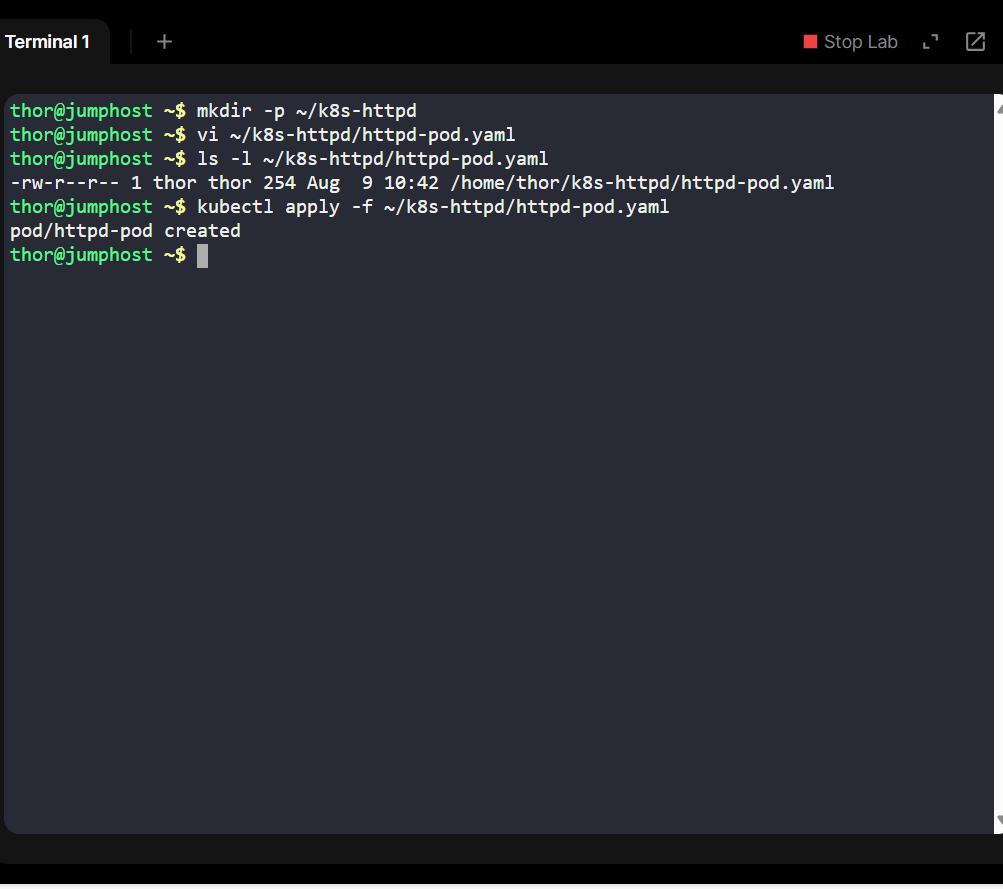 Terminal 1 + Stop Lab
thor@jumphost ~$ mkdir -p ~/k8s-httpd
thor@jumphost ~$ vi ~/k8s-httpd/httpd-pod.yaml
thor@jumphost ~$ ls -l ~/k8s-httpd/httpd-pod.yaml
-rw-r--r-- 1 thor thor 254 Aug  9 10:42 /home/thor/k8s-httpd/httpd-pod.yaml
thor@jumphost ~$ kubectl apply -f ~/k8s-httpd/httpd-pod.yaml
pod/httpd-pod created
thor@jumphost ~$